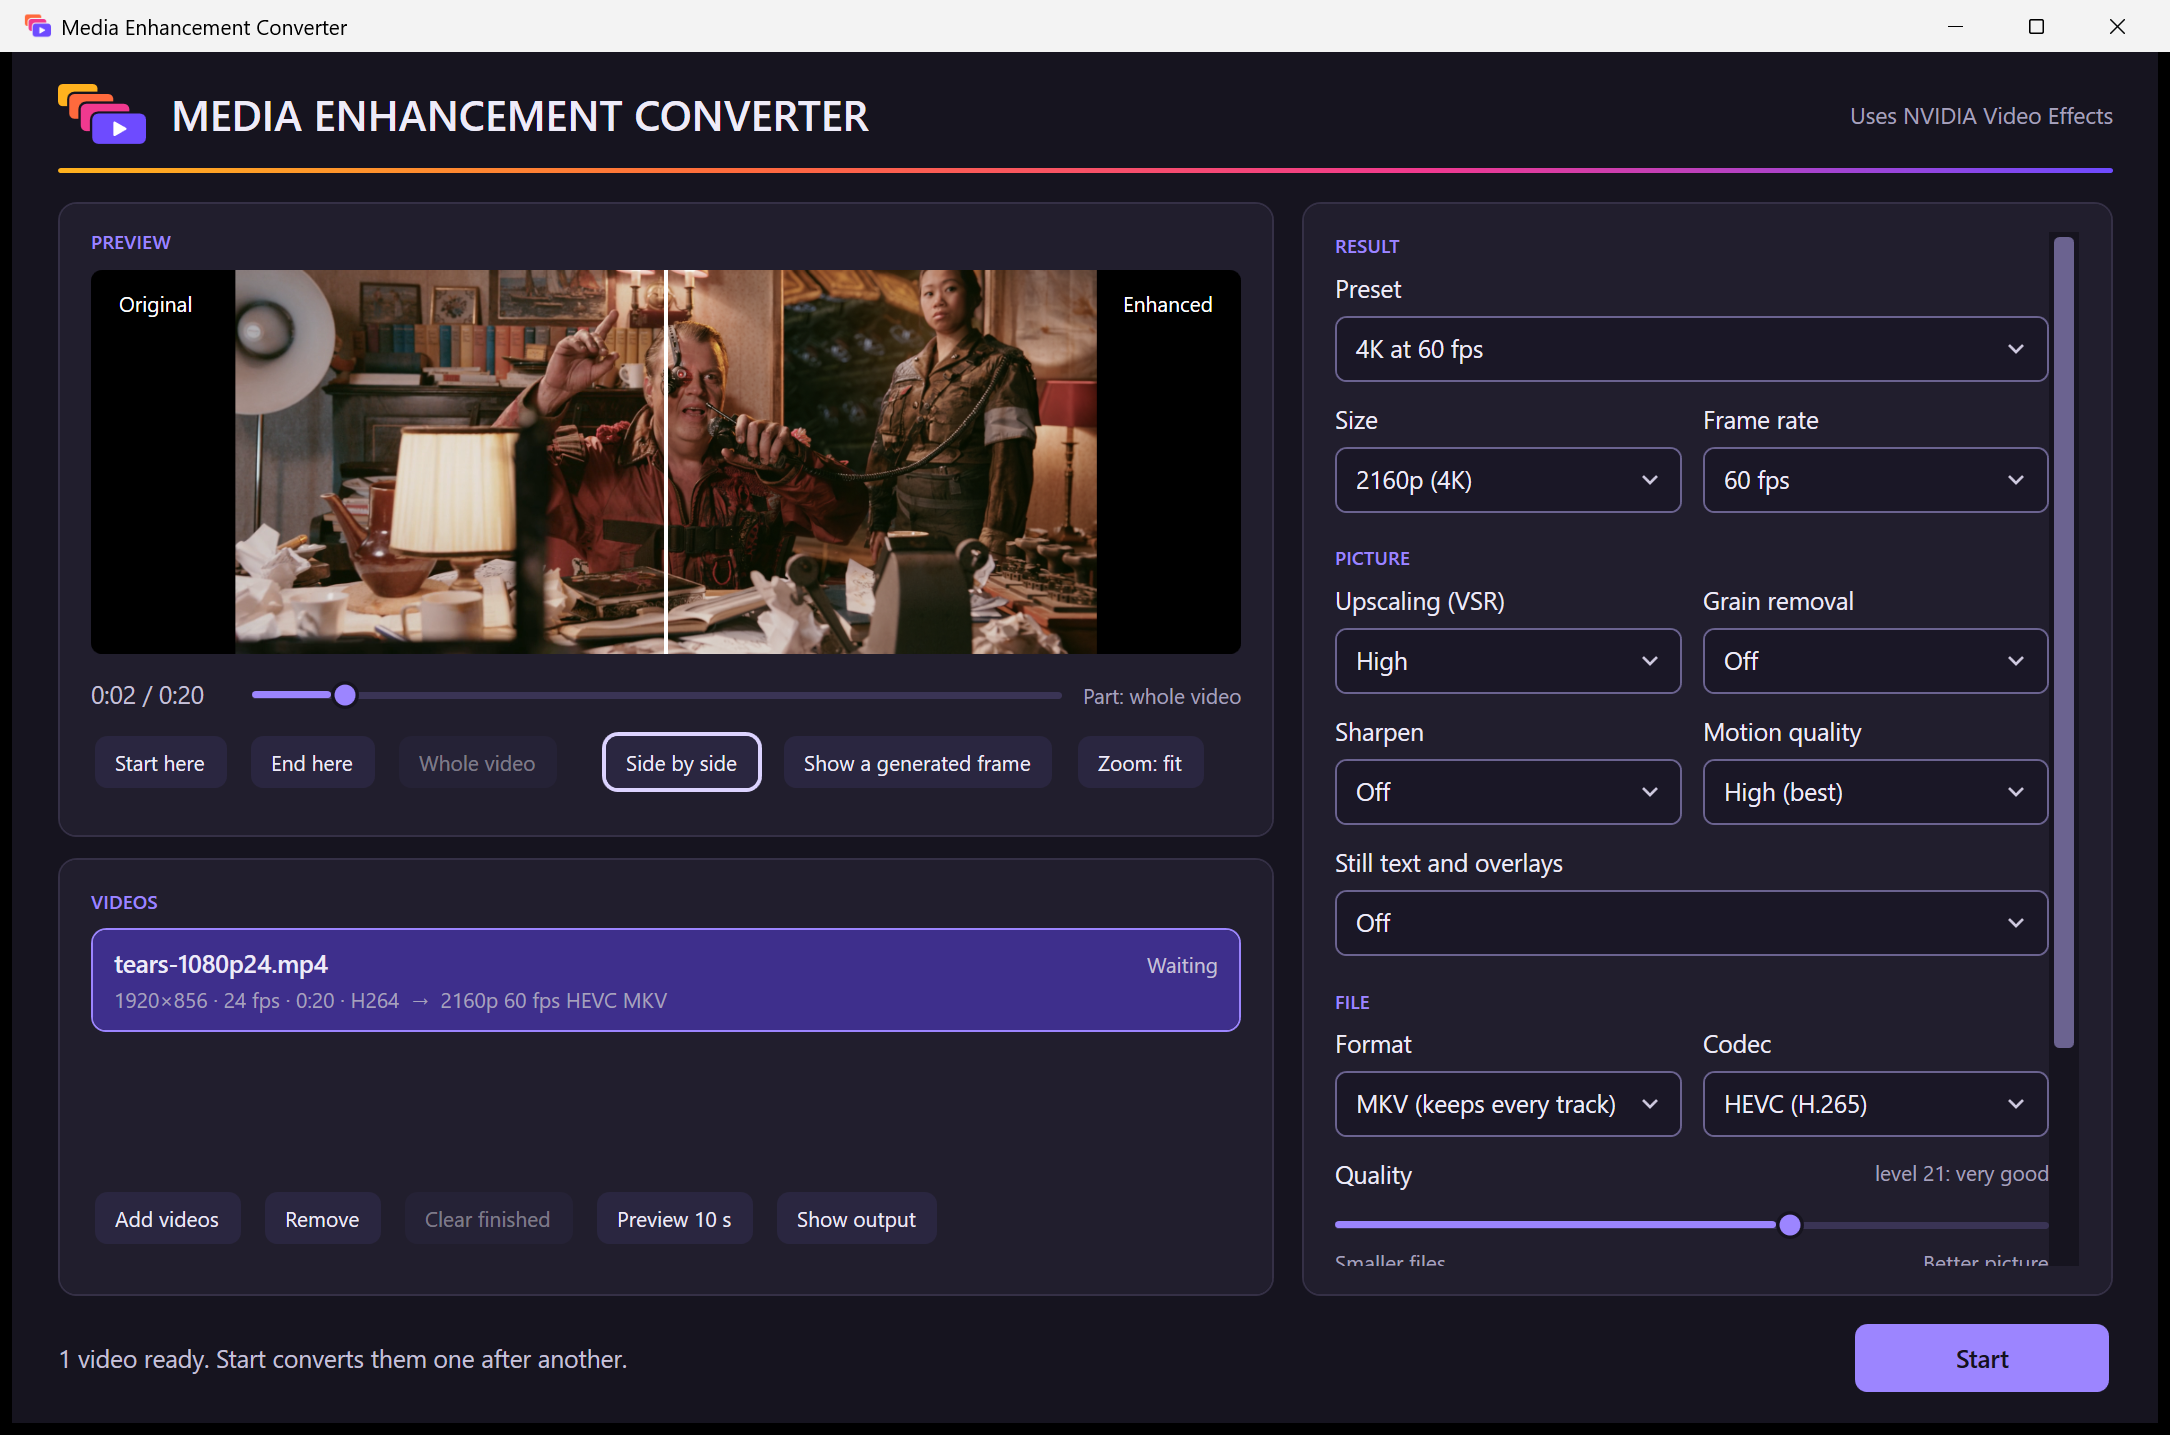 Media Enhancement Converter
MEDIA ENHANCEMENT CONVERTER
Uses NVIDIA Video Effects
PREVIEW
Original
Enhanced
0:02 / 0:20
Part: whole video
Start here
End here
Whole video
Side by side
Show a generated frame
Zoom: fit
VIDEOS
tears-1080p24.mp4
Waiting
1920×856 · 24 fps · 0:20 · H264 → 2160p 60 fps HEVC MKV
Add videos
Remove
Clear finished
Preview 10 s
Show output
RESULT
Preset
4K at 60 fps
Size
Frame rate
2160p (4K)
60 fps
PICTURE
Upscaling (VSR)
Grain removal
High
Off
Sharpen
Motion quality
Off
High (best)
Still text and overlays
Off
FILE
Format
Codec
MKV (keeps every track)
HEVC (H.265)
Quality
level 21: very good
Smaller files
Better picture
1 video ready. Start converts them one after another.
Start